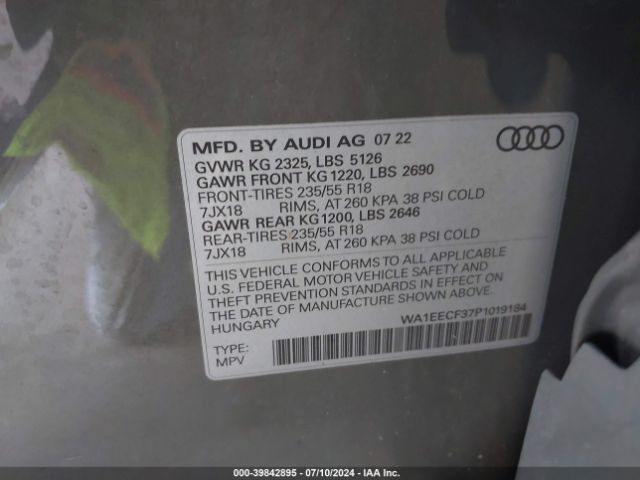 MFD. BY AUDI AG 07 22
GVWR KG 2325, LBS 5126
GAWR FRONT KG 1220, LBS 2690
FRONT-TIRES 235/55 R18
7JX18 RIMS, AT 260 KPA 38 PSI COLD
GAWR REAR KG 1200, LBS 2646
REAR-TIRES 235/55 R18
7JX18 RIMS, AT 260 KPA 38 PSI COLD
THIS VEHICLE CONFORMS TO ALL APPLICABLE
U.S. FEDERAL MOTOR VEHICLE SAFETY AND
THEFT PREVENTION STANDARDS IN EFFECT ON
THE DATE OF MANUFACTURE SHOWN ABOVE.
HUNGARY
WA1EECF37P1019184
TYPE:
MPV
000-39842895 - 07/10/2024 - IAA Inc.